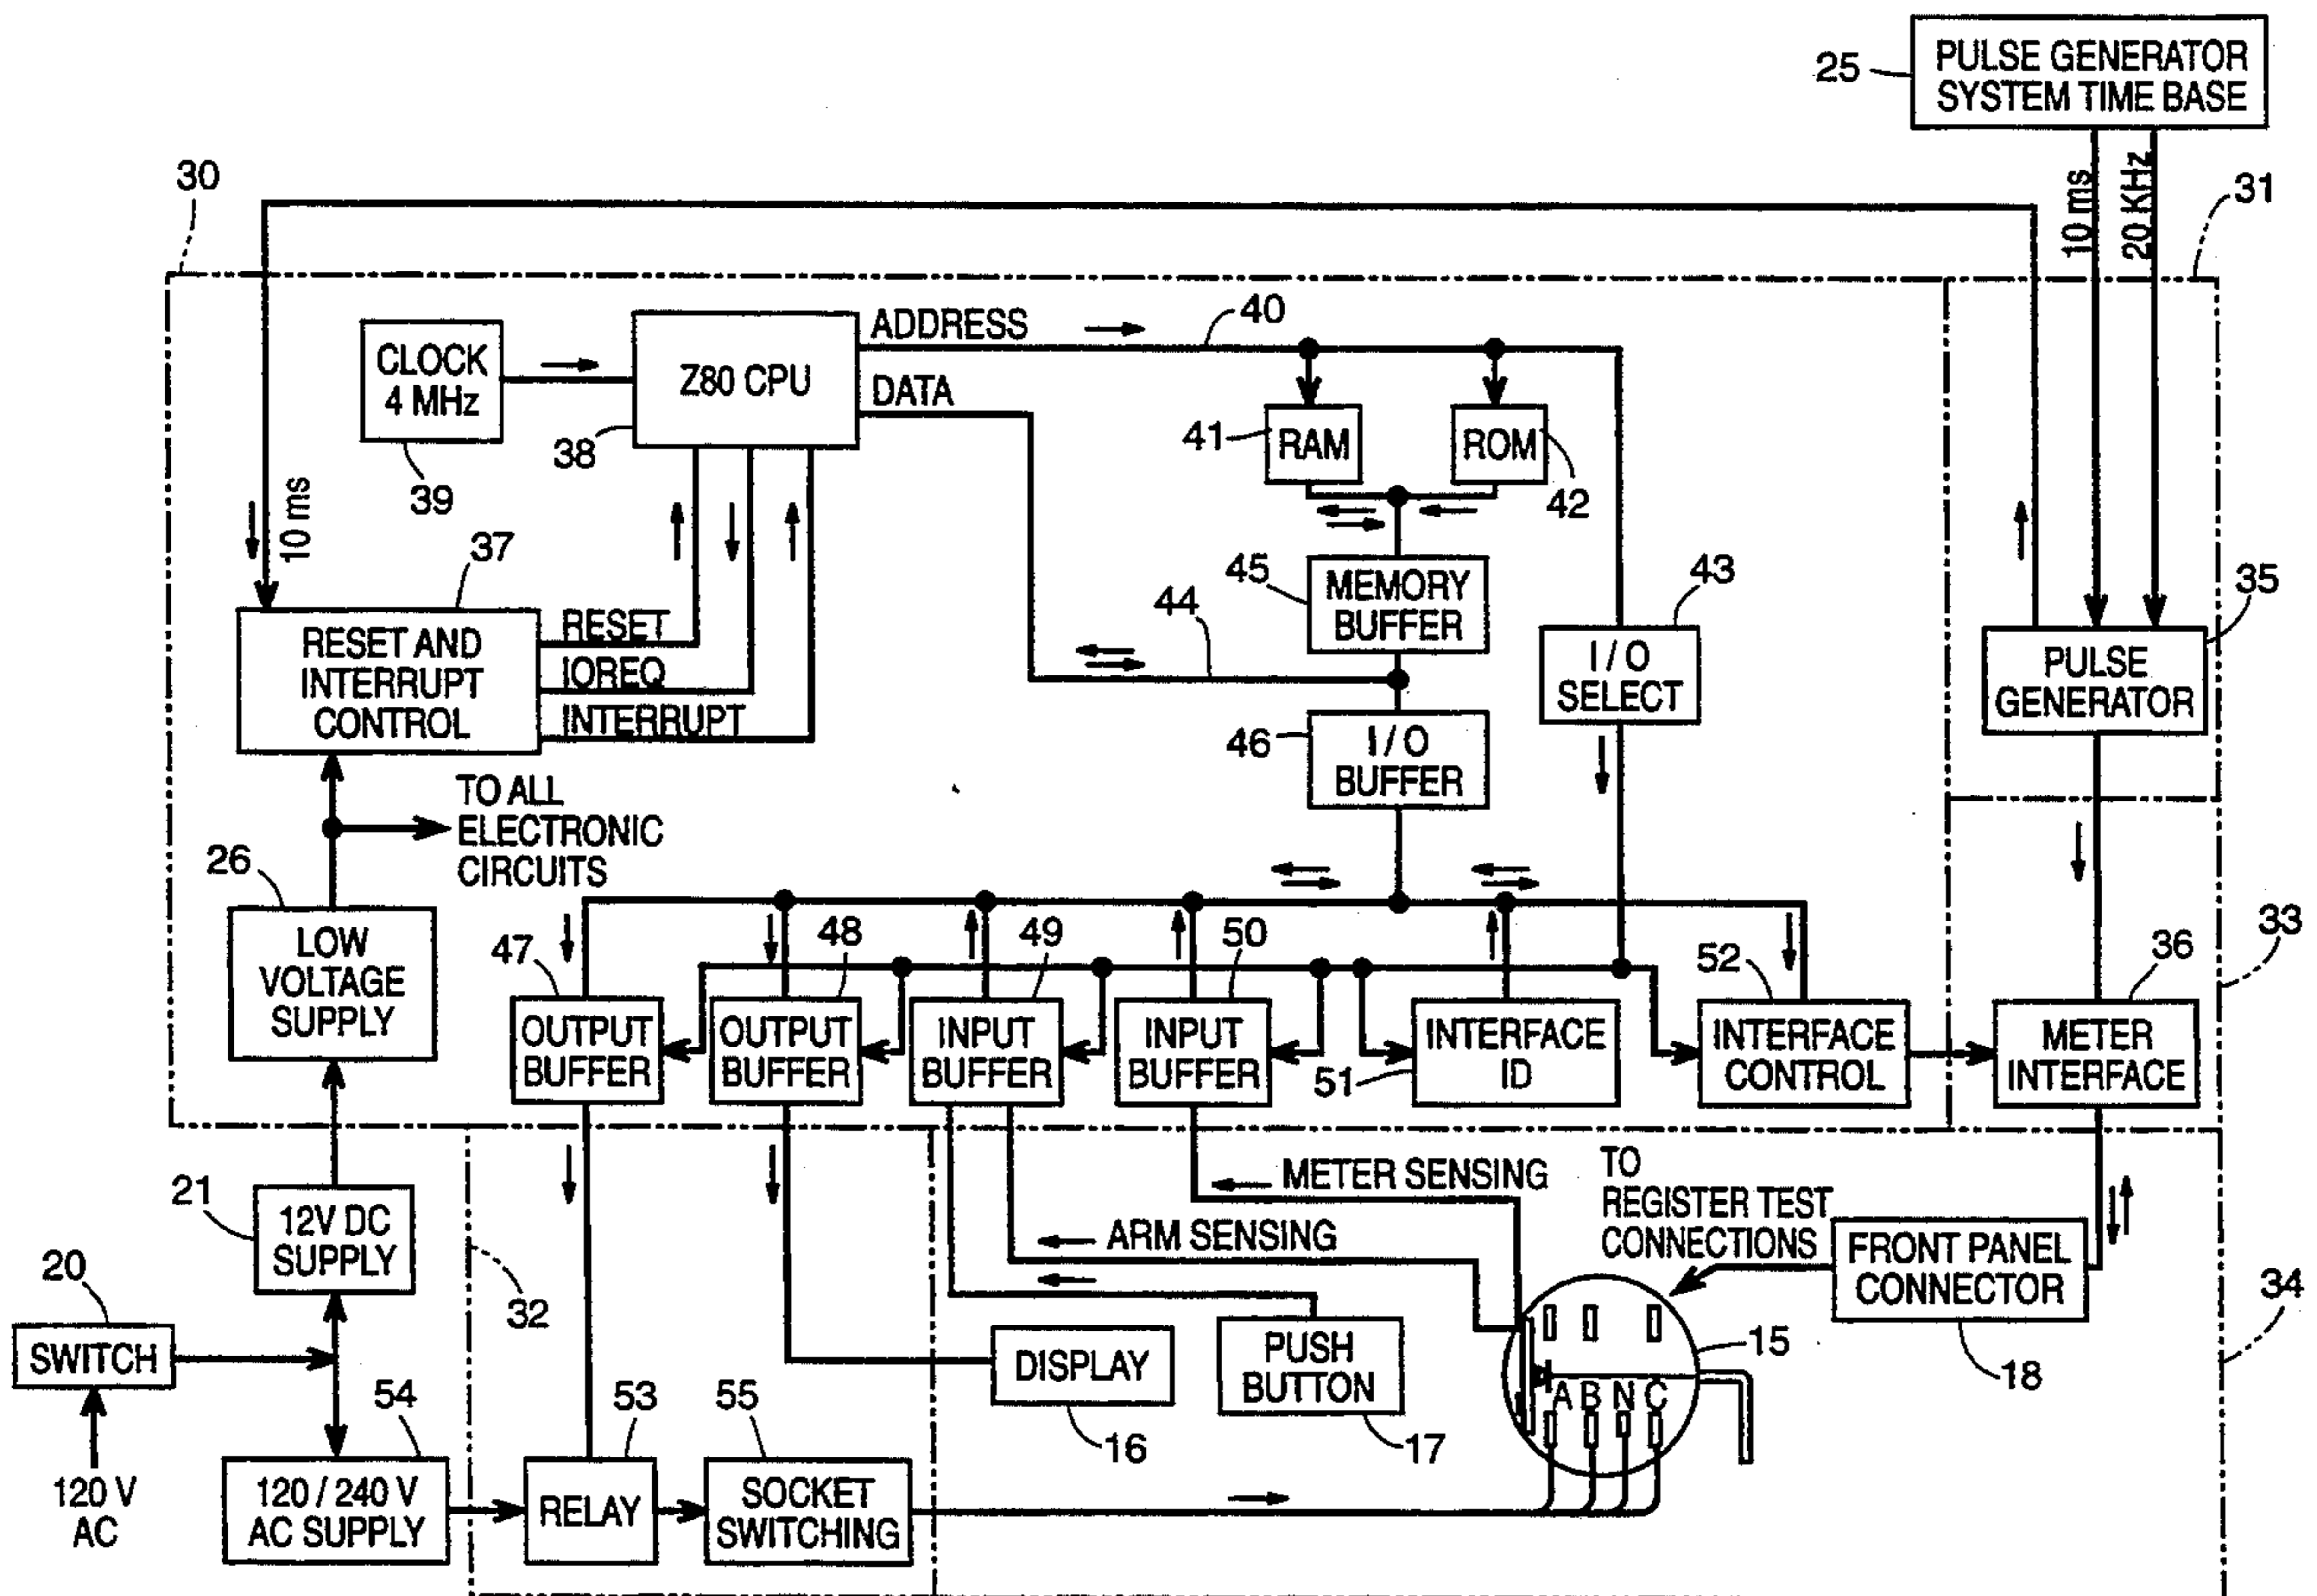 PULSE GENERATOR
SYSTEM TIME BASE
25
30
10 ms
20 KHz
31
CLOCK
4 MHz
39
Z80 CPU
38
ADDRESS
40
DATA
41
RAM
ROM
42
10 ms
37
RESET AND
INTERRUPT
CONTROL
RESET
IOREQ
INTERRUPT
45
MEMORY
BUFFER
44
43
I / O
SELECT
35
PULSE
GENERATOR
46
I / O
BUFFER
TO ALL
ELECTRONIC
CIRCUITS
26
LOW
VOLTAGE
SUPPLY
47
OUTPUT
BUFFER
48
OUTPUT
BUFFER
49
INPUT
BUFFER
50
INPUT
BUFFER
51
INTERFACE
ID
52
INTERFACE
CONTROL
36
METER
INTERFACE
33
21
12V DC
SUPPLY
20
SWITCH
120 V
AC
54
120 / 240 V
AC SUPPLY
32
53
RELAY
55
SOCKET
SWITCHING
METER SENSING
ARM SENSING
DISPLAY
16
PUSH
BUTTON
17
TO
REGISTER TEST
CONNECTIONS
FRONT PANEL
CONNECTOR
18
34
15
A B N C